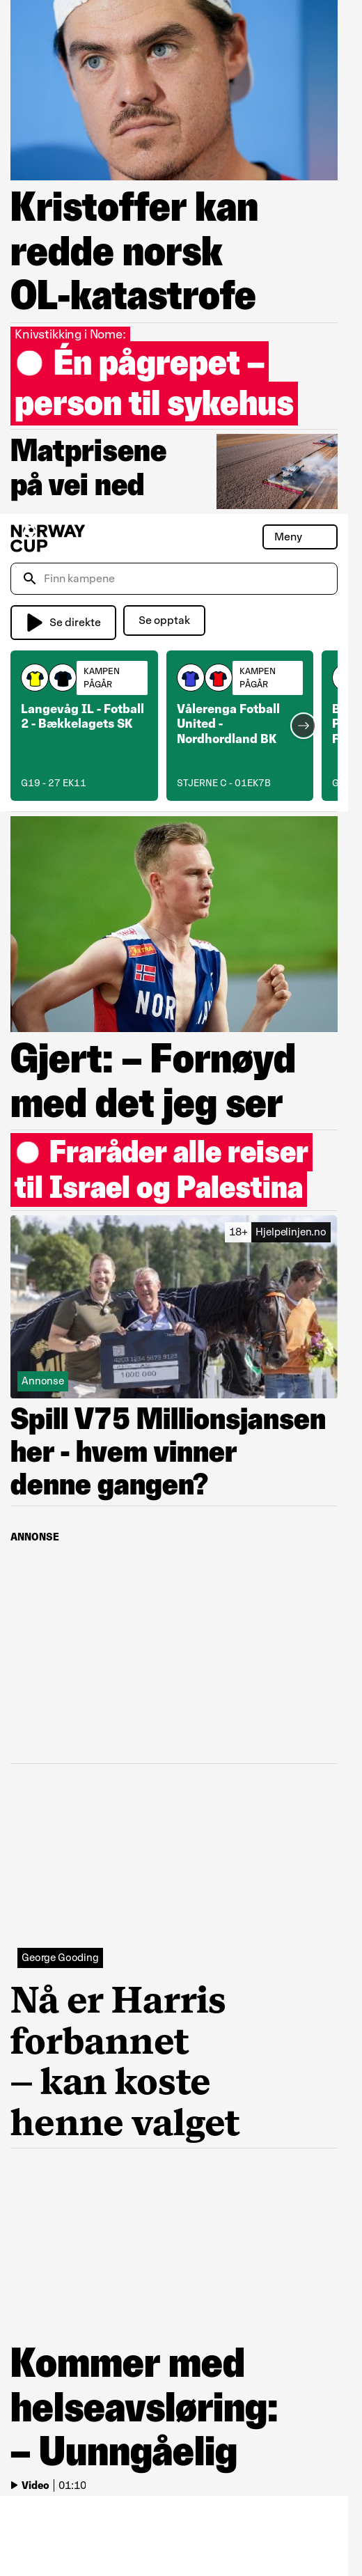 Kristoffer kan
redde norsk
OL-katastrofe
Knivstikking i Nome:
Én pågrepet –
person til sykehus
Matprisene
på vei ned
NORWAY
CUP
Meny
Finn kampene
Se direkte
Se opptak
KAMPEN
PÅGÅR
Langevåg IL - Fotball
2 - Bækkelagets SK
G19 - 27 EK11
KAMPEN
PÅGÅR
Vålerenga Fotball
United -
Nordhordland BK
STJERNE C - 01EK7B
NOR
Gjert: – Fornøyd
med det jeg ser
Fraråder alle reiser
til Israel og Palestina
18+ Hjelpelinjen.no
Annonse
Spill V75 Millionsjansen
her - hvem vinner
denne gangen?
ANNONSE
George Gooding
Nå er Harris
forbannet
– kan koste
henne valget
Kommer med
helseavsløring:
– Uunngåelig
Video 01:10